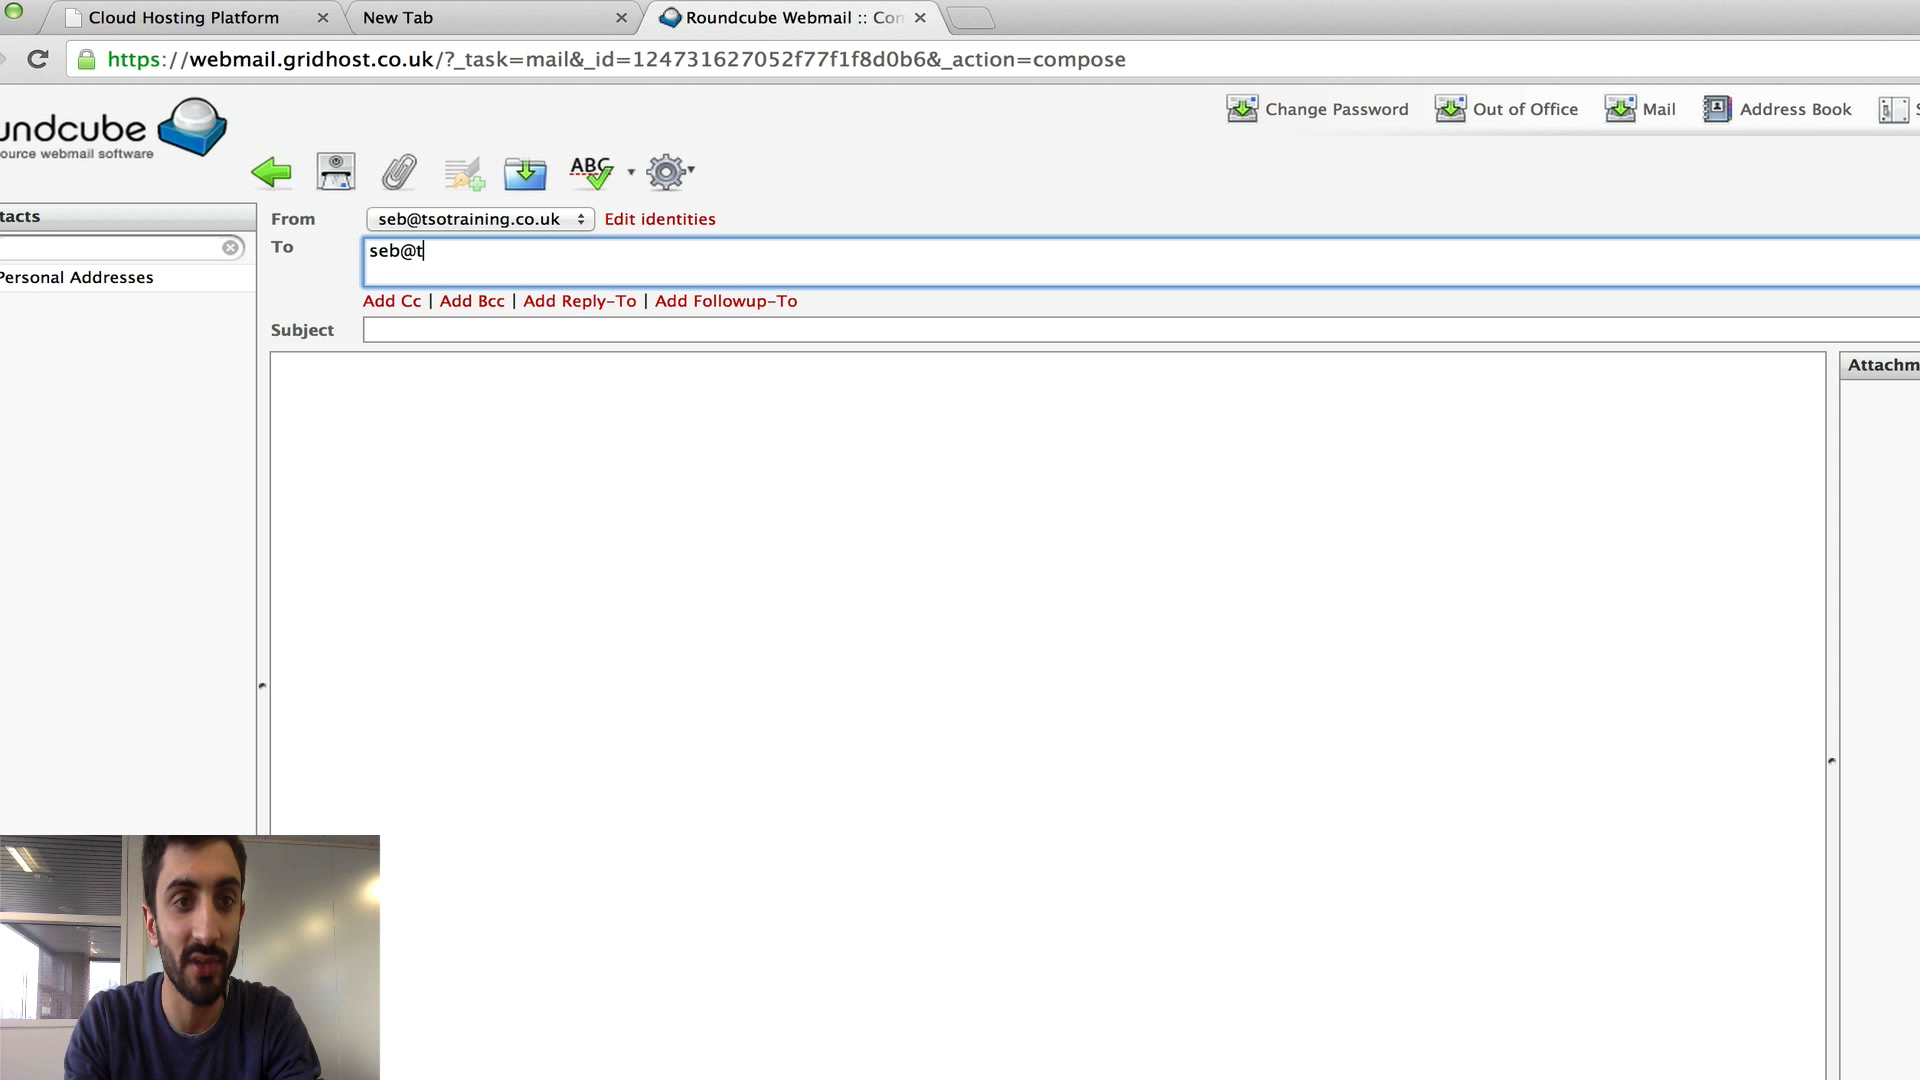 Cloud Hosting Platform
New Tab
Roundcube Webmail :: Con
https://webmail.gridhost.co.uk/?_task=mail&_id=124731627052f77f1f8d0b6&_action=compose
undcube
ource webmail software
Change Password
Out of Office
Mail
Address Book
S
ABC
tacts
Personal Addresses
From seb@tsotraining.co.uk Edit identities
To seb@t
Add Cc | Add Bcc | Add Reply-To | Add Followup-To
Subject
Attachm